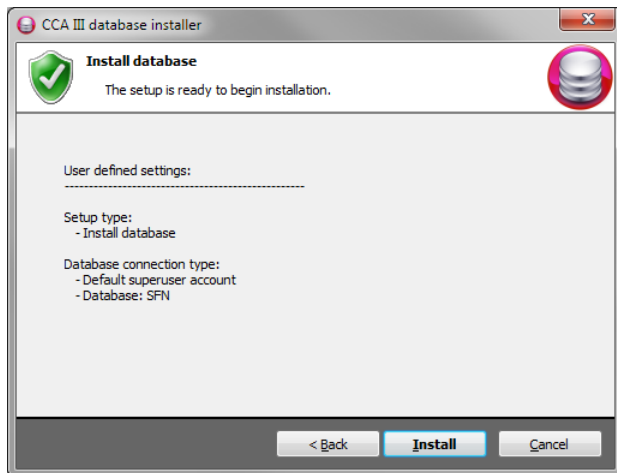 CCA III database installer
Install database
The setup is ready to begin installation.
User defined settings:
--------------------------------------------------
Setup type:
- Install database
Database connection type:
- Default superuser account
- Database: SFN
< Back Install Cancel